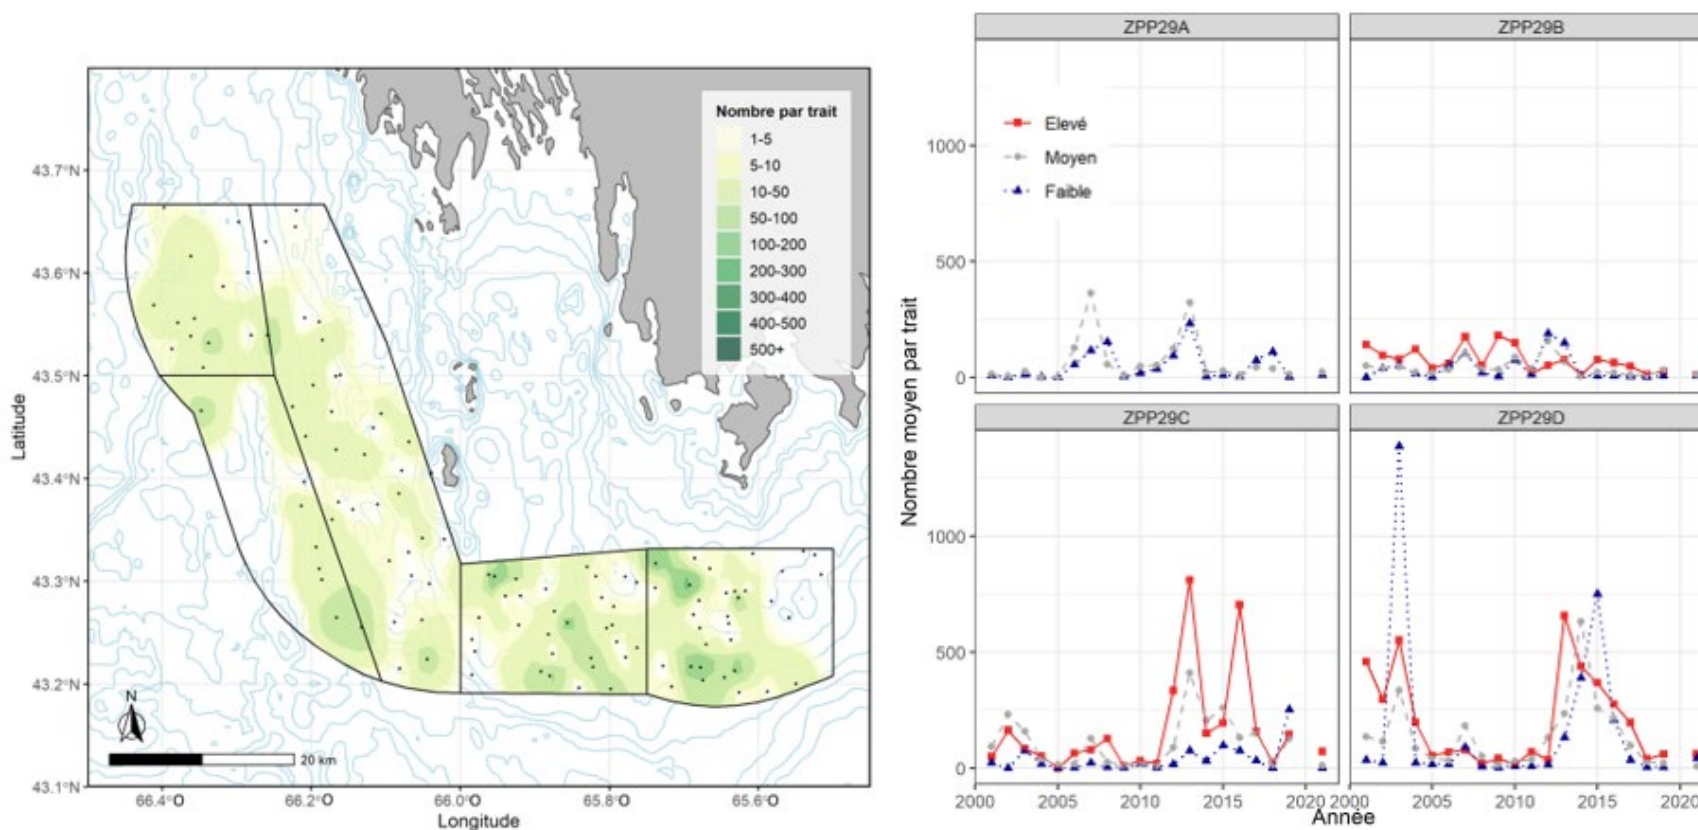 Nombre par trait
1-5
5-10
10-50
50-100
100-200
200-300
300-400
400-500
500+
43.7°N
43.6°N
43.5°N
43.4°N
43.3°N
43.2°N
43.1°N
Latitude
N
20 km
66.4°O
66.2°O
66.0°O
65.8°O
65.6°O
Longitude
ZPP29A
ZPP29B
Elevé
Moyen
Faible
1000
500
0
ZPP29C
ZPP29D
1000
500
0
Nombre moyen par trait
2000
2005
2010
2015
2020
2000
2005
2010
2015
Année